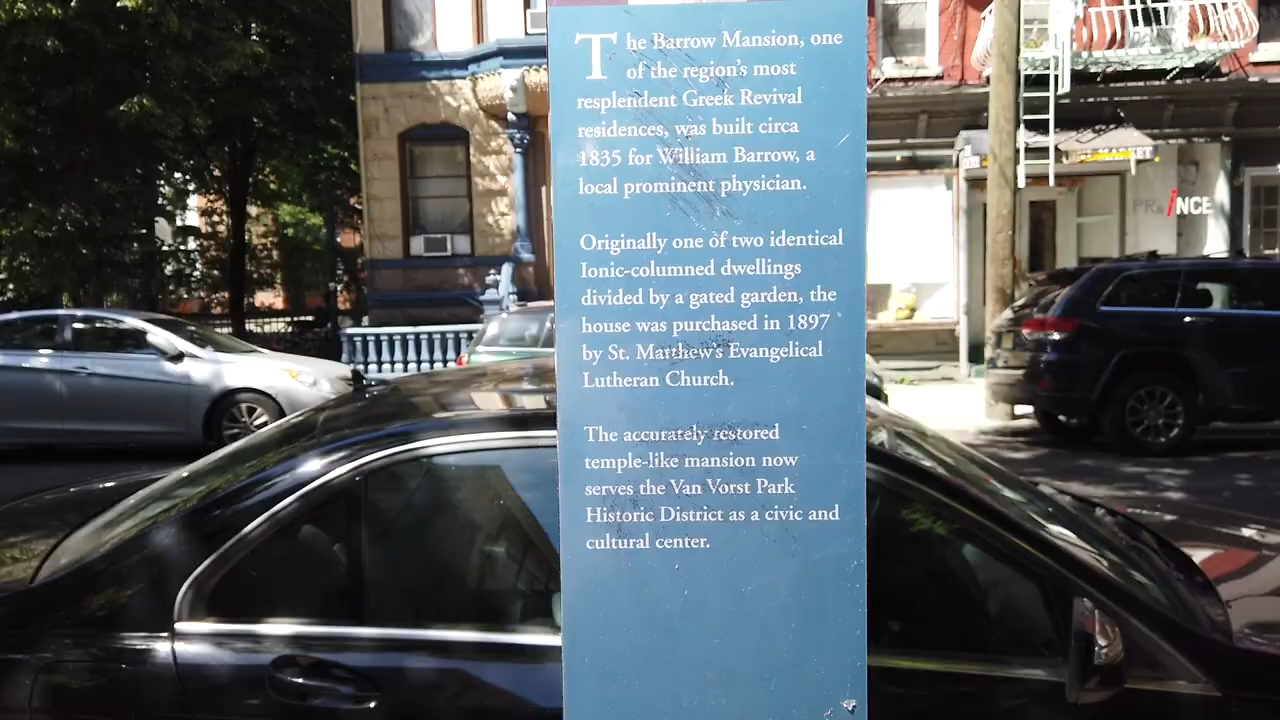 The Barrow Mansion, one
of the region's most
resplendent Greek Revival
residences, was built circa
1835 for William Barrow, a
local prominent physician.
Originally one of two identical
Ionic-columned dwellings
divided by a gated garden, the
house was purchased in 1897
by St. Matthew's Evangelical
Lutheran Church.
The accurately restored
temple-like mansion now
serves the Van Vorst Park
Historic District as a civic and
cultural center.